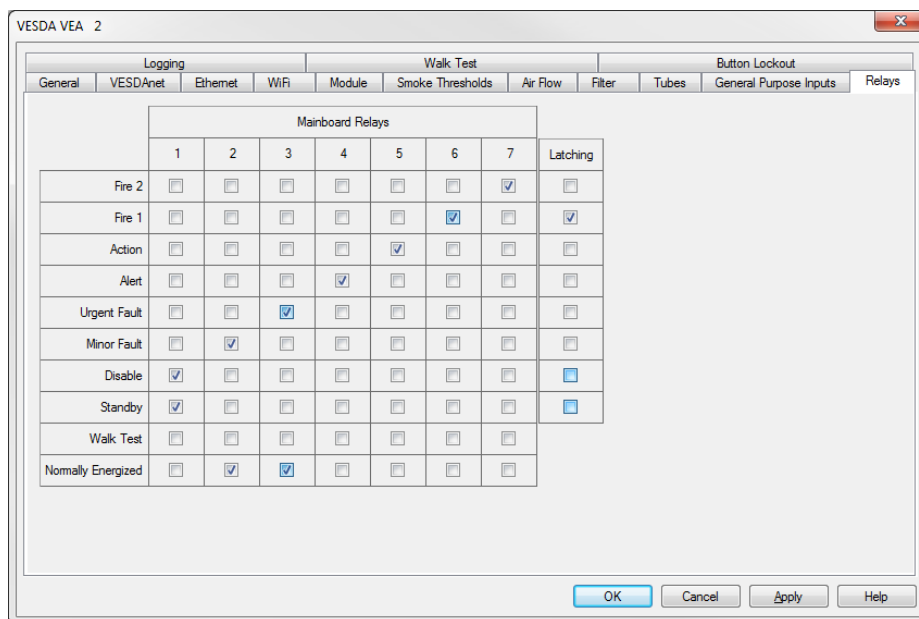 VESDA VEA 2
Logging Walk Test Button Lockout
General VESDAnet Ethernet WiFi Module Smoke Thresholds Air Flow Filter Tubes General Purpose Inputs Relays
Mainboard Relays
1 2 3 4 5 6 7 Latching
Fire 2
Fire 1
Action
Alert
Urgent Fault
Minor Fault
Disable
Standby
Walk Test
Normally Energized
OK Cancel Apply Help